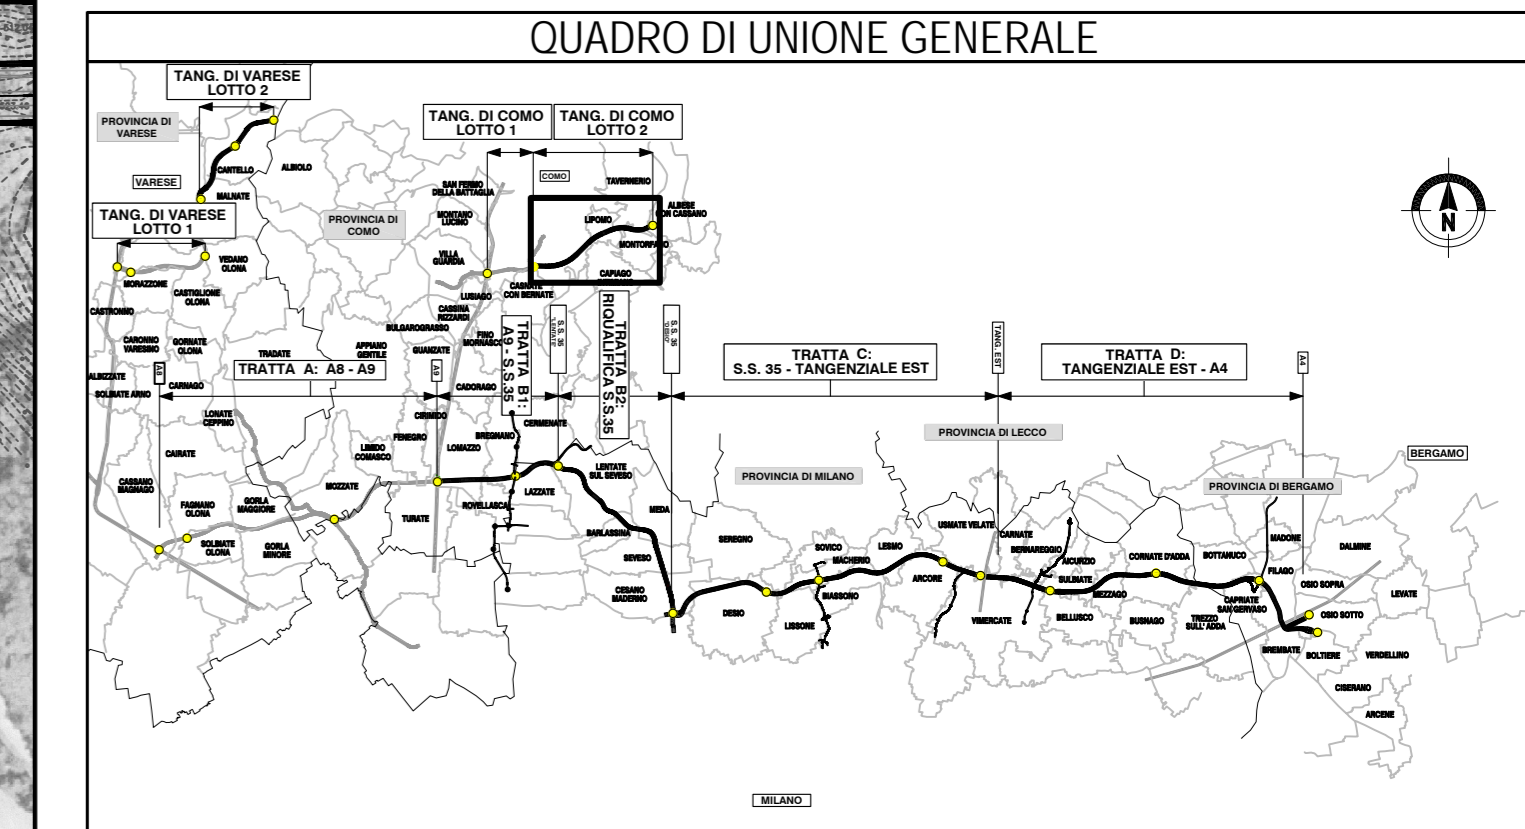 QUADRO DI UNIONE GENERALE
TANG. DI VARESE
LOTTO 2
PROVINCIA DI
VARESE
CANTELLO
ALBIOLO
VARESE
MALNATE
TANG. DI VARESE
LOTTO 1
VEDANO
OLONA
MORAZZONE
CASTIGLIONE
OLONA
CASTRONNO
CARONNO
VARESINO
GORNATE
OLONA
TRADATE
ALBIZZATE
A8
CARNAGO
SOLBIATE ARNO
PROVINCIA DI
COMO
TANG. DI COMO
LOTTO 1
TANG. DI COMO
LOTTO 2
COMO
TAVERNERIO
SAN FERMO
DELLA BATTAGLIA
MONTANO
LUCINO
LIPOMO
ALBESE
CON CASSANO
MONTORFANO
VILLA
GUARDIA
CAPIAGO
LUSIAGO
CASNATE
CON BERNATE
CASSINA
RIZZARDI
BULGAROGRASSO
FINO
MORNASCO
APPIANO
GENTILE
GUANZATE
TRATTA A: A8 - A9
A9
CADORAGO
TRATTA B1:
A9 - S.S.35
S.S. 35
"LENTATE"
TRATTA B2:
RIQUALIFICA S.S.35
S.S. 35
"DESIO"
TRATTA C:
S.S. 35 - TANGENZIALE EST
TANG. EST
TRATTA D:
TANGENZIALE EST - A4
A4
N
LONATE
CEPPINO
CIRIMIDO
FENEGRO
LIMIDO
COMASCO
LOMAZZO
BREGNANO
CERMENATE
CAIRATE
CASSANO
MAGNAGO
FAGNANO
OLONA
GORLA
MAGGIORE
MOZZATE
SOLBIATE
OLONA
GORLA
MINORE
TURATE
ROVELLASCA
LAZZATE
LENTATE
SUL SEVESO
MEDA
BARLASSINA
SEVESO
CESANO
MADERNO
PROVINCIA DI MILANO
PROVINCIA DI LECCO
PROVINCIA DI BERGAMO
BERGAMO
SEREGNO
DESIO
LISSONE
SOVICO
MACHERIO
BIASSONO
LESMO
ARCORE
USMATE VELATE
CARNATE
BERNAREGGIO
VIMERCATE
AICURZIO
SULBIATE
MEZZAGO
BELLUSCO
CORNATE D'ADDA
BUSNAGO
BOTTANUCO
TREZZO
SULL' ADDA
CAPRIATE
SAN GERVASO
MADONE
FILAGO
DALMINE
OSIO SOPRA
OSIO SOTTO
LEVATE
BREMBATE
BOLTIERE
VERDELLINO
CISERANO
ARCENE
MILANO